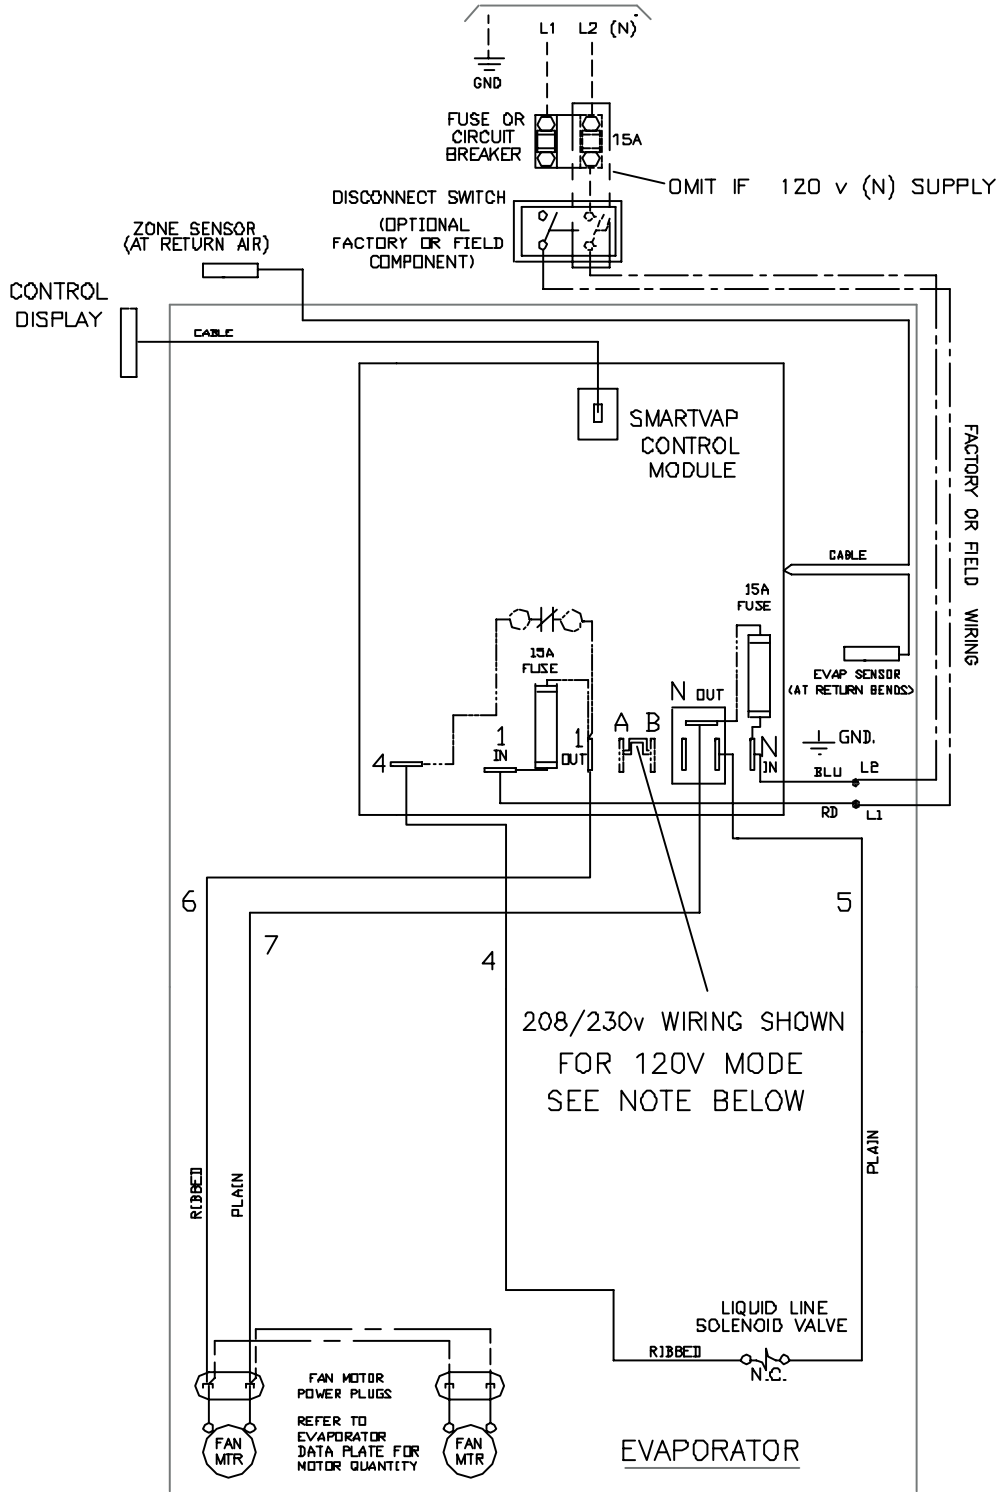 L1
L2 (N)
GND
FUSE OR
CIRCUIT
BREAKER
15A
OMIT IF 120 v (N) SUPPLY
DISCONNECT SWITCH
(OPTIONAL
FACTORY OR FIELD
COMPONENT)
ZONE SENSOR
(AT RETURN AIR)
CONTROL
DISPLAY
CABLE
SMARTVAP
CONTROL
MODULE
FACTORY OR FIELD WIRING
CABLE
15A
FUSE
15A
FUSE
EVAP SENSOR
(AT RETURN BENDS)
N OUT
A B
4
1
IN
1
OUT
N
IN
GND.
BLU
L2
RD
L1
6
7
4
5
208/230v WIRING SHOWN
FOR 120V MODE
SEE NOTE BELOW
RIBBED
PLAIN
PLAIN
LIQUID LINE
SOLENOID VALVE
RIBBED
N.C.
FAN MOTOR
POWER PLUGS
REFER TO
EVAPORATOR
DATA PLATE FOR
MOTOR QUANTITY
FAN
MTR
FAN
MTR
EVAPORATOR